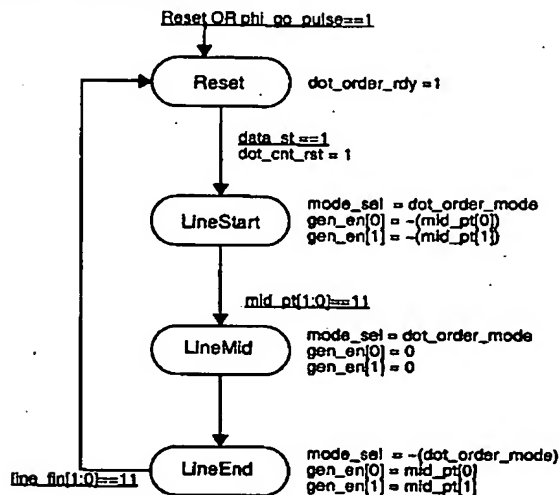 Reset OR phi_go_pulse==1
Reset
dot_order_rdy = 1
data_st==1
dot_cnt_rst = 1
LineStart
mode_sel = dot_order_mode
gen_en[0] = ~(mid_pt[0])
gen_en[1] = ~(mid_pt[1])
mid_pt[1:0]==11
LineMid
mode_sel = dot_order_mode
gen_en[0] = 0
gen_en[1] = 0
LineEnd
mode_sel = ~(dot_order_mode)
gen_en[0] = mid_pt[0]
gen_en[1] = mid_pt[1]
line_fin[1:0]==11